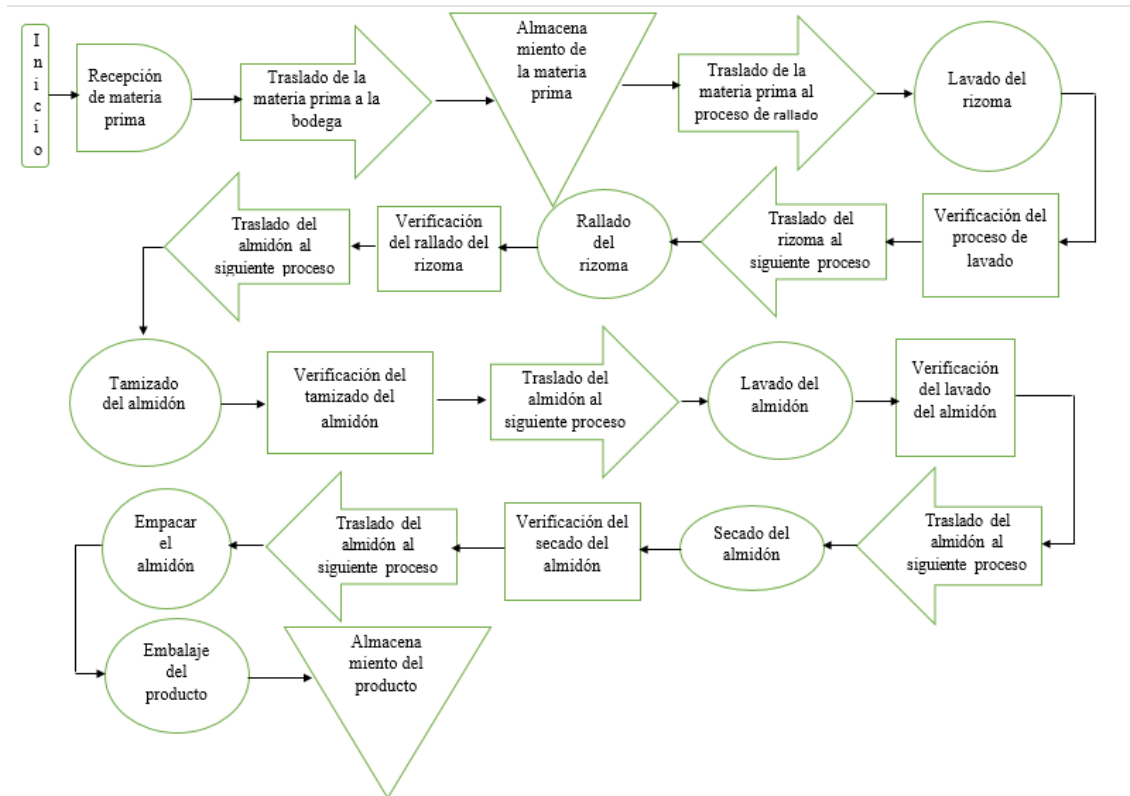 Inicio
Recepción
de materia
prima
Traslado de la
materia prima a la
bodega
Almacena
miento de
la materia
prima
Traslado de la
materia prima al
proceso de rallado
Lavado del
rizoma
Verificación del
proceso de
lavado
Traslado del
rizoma al
siguiente proceso
Rallado
del
rizoma
Verificación
del rallado del
rizoma
Traslado del
almidón al
siguiente proceso
Tamizado
del almidón
Verificación del
tamizado del
almidón
Traslado del
almidón al
siguiente proceso
Lavado del
almidón
Verificación
del lavado
del almidón
Traslado del
almidón al
siguiente proceso
Secado del
almidón
Verificación del
secado del
almidón
Traslado del
almidón al
siguiente proceso
Empacar
el
almidón
Embalaje
del
producto
Almacena
miento del
producto